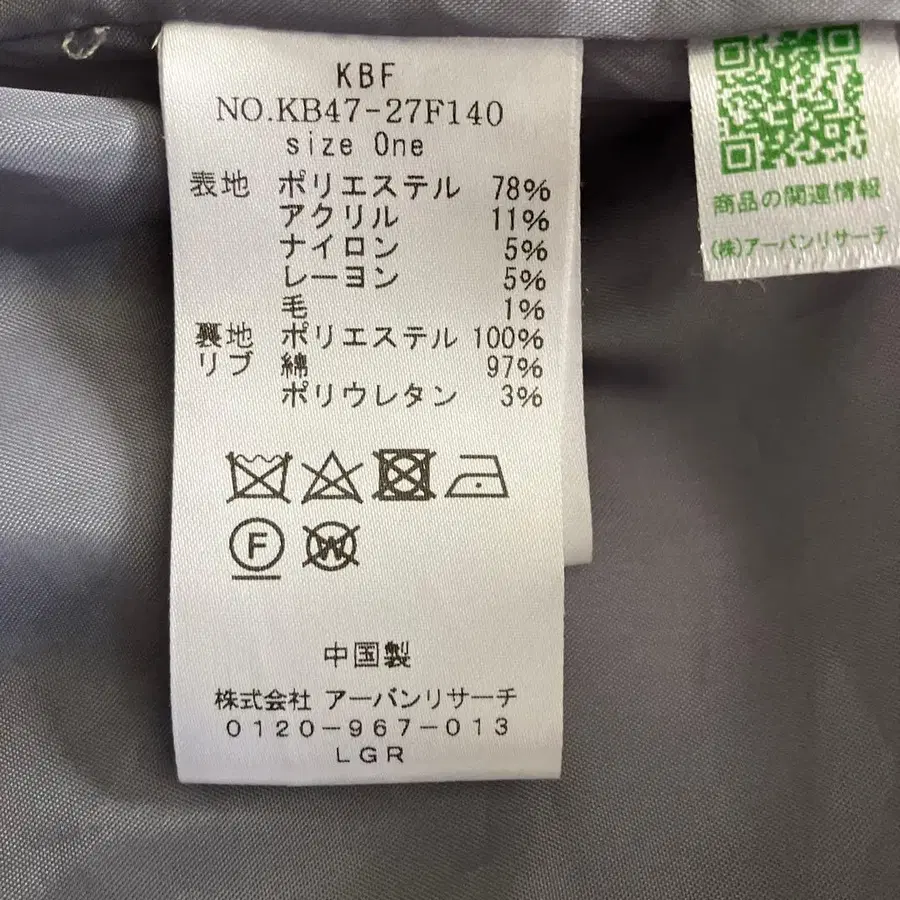 KBF
NO.KB47-27F140
size One
表地 ポリエステル 78%
アクリル 11%
ナイロン 5%
レーヨン 5%
毛 1%
裏地 ポリエステル 100%
リブ 綿 97%
ポリウレタン 3%
F
W
中国製
株式会社 アーバンリサーチ
0120-967-013
LGR
商品の関連情報
(株)アーバンリサーチ